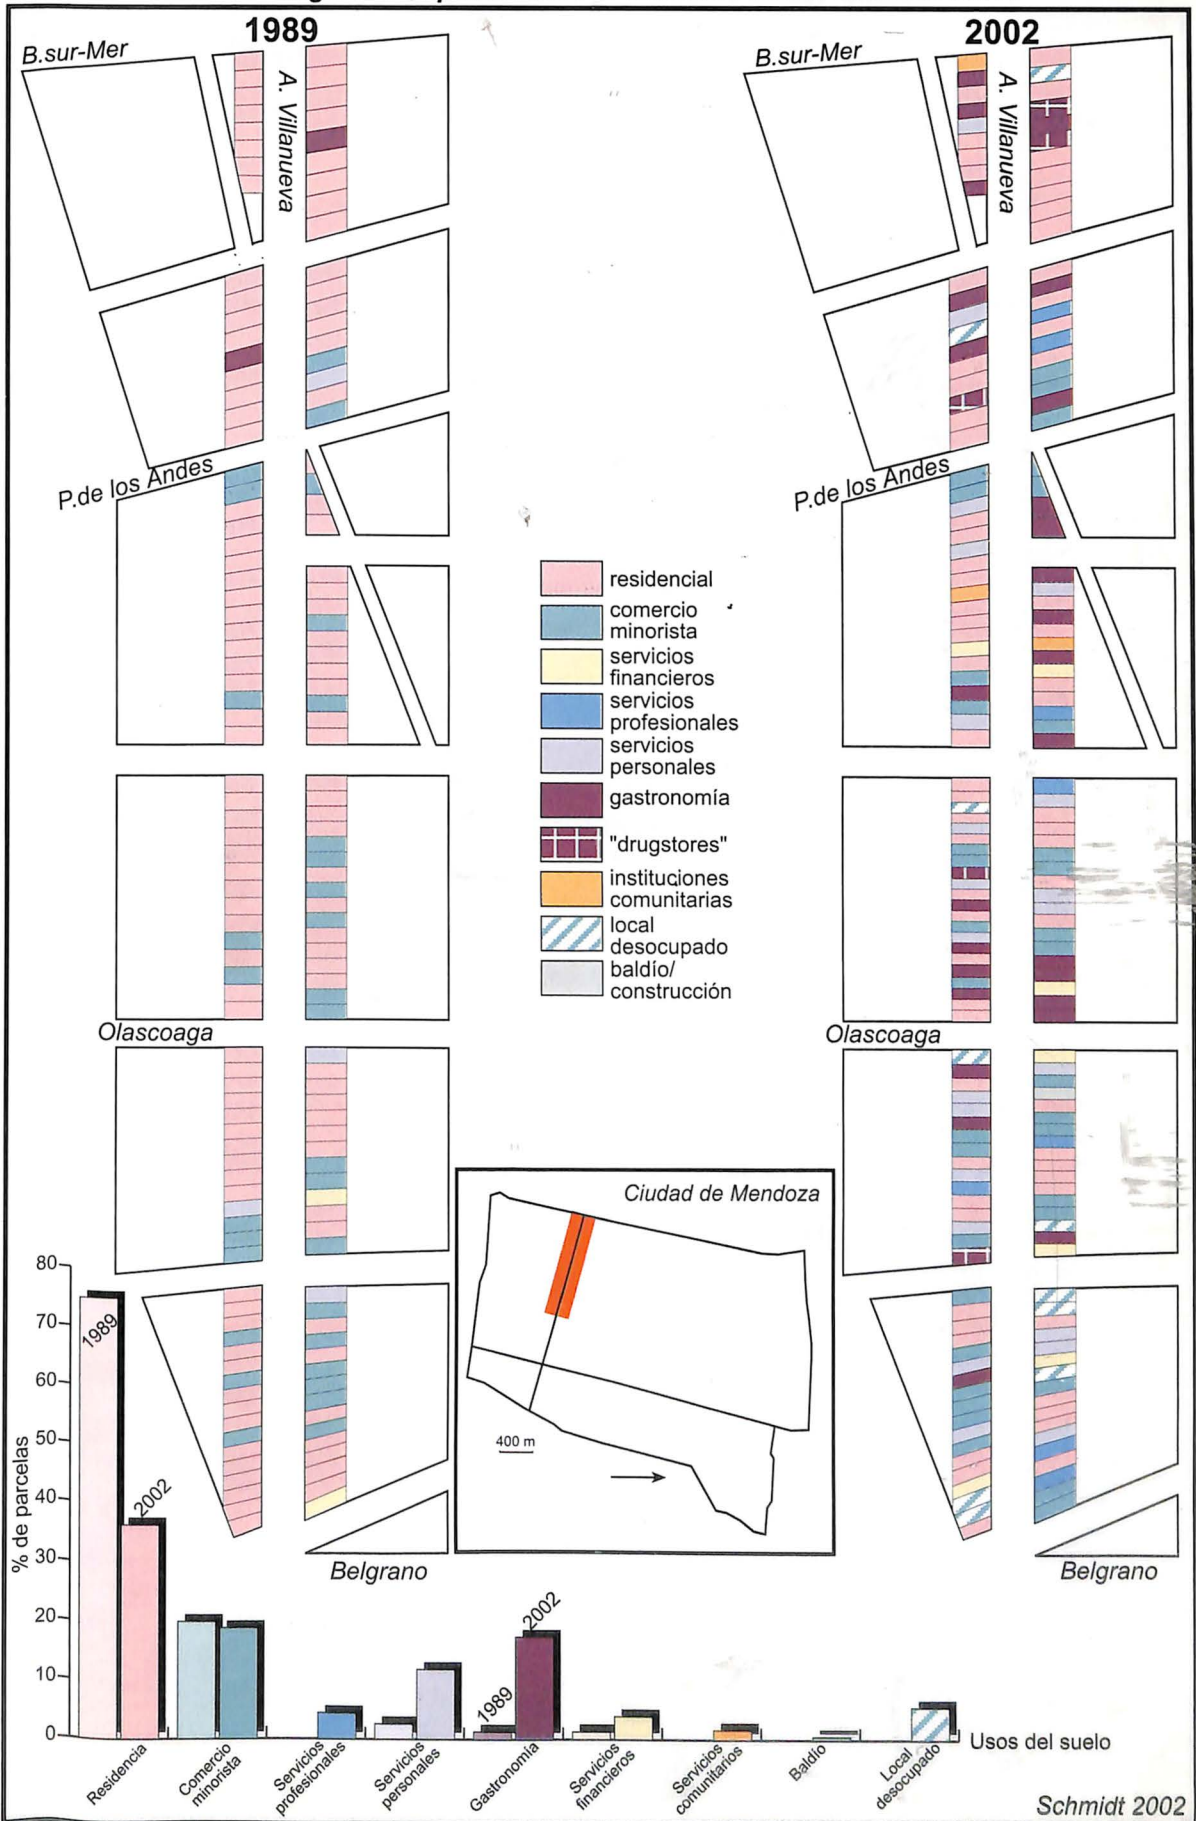 1989
2002
B.sur-Mer
A. Villanueva
B.sur-Mer
A. Villanueva
P.de los Andes
P.de los Andes
residencial
comercio
minorista
servicios
financieros
servicios
profesionales
servicios
personales
gastronomía
"drugstores"
instituciones
comunitarias
local
desocupado
baldío/
construcción
Olascoaga
Olascoaga
Ciudad de Mendoza
400 m
Belgrano
Belgrano
% de parcelas
80
70
60
50
40
30
20
10
0
1989
2002
1989
2002
Residencia
Comercio
minorista
Servicios
profesionales
Servicios
personales
Gastronomía
Servicios
financieros
Servicios
comunitarios
Baldío
Local
desocupado
Usos del suelo
Schmidt 2002